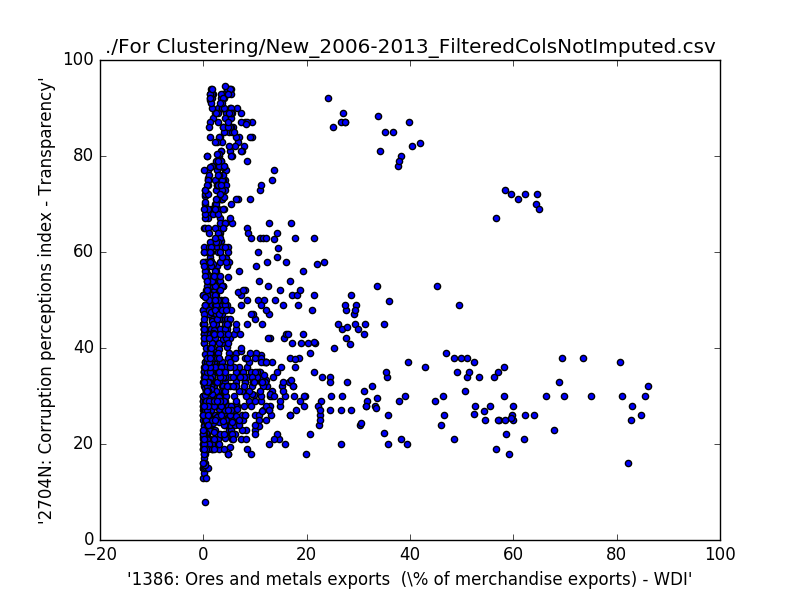 ./For Clustering/New_2006-2013_FilteredColsNotImputed.csv
100
80
60
40
20
0
'2704N: Corruption perceptions index - Transparency'
−20 0 20 40 60 80 100
'1386: Ores and metals exports  (\% of merchandise exports) - WDI'